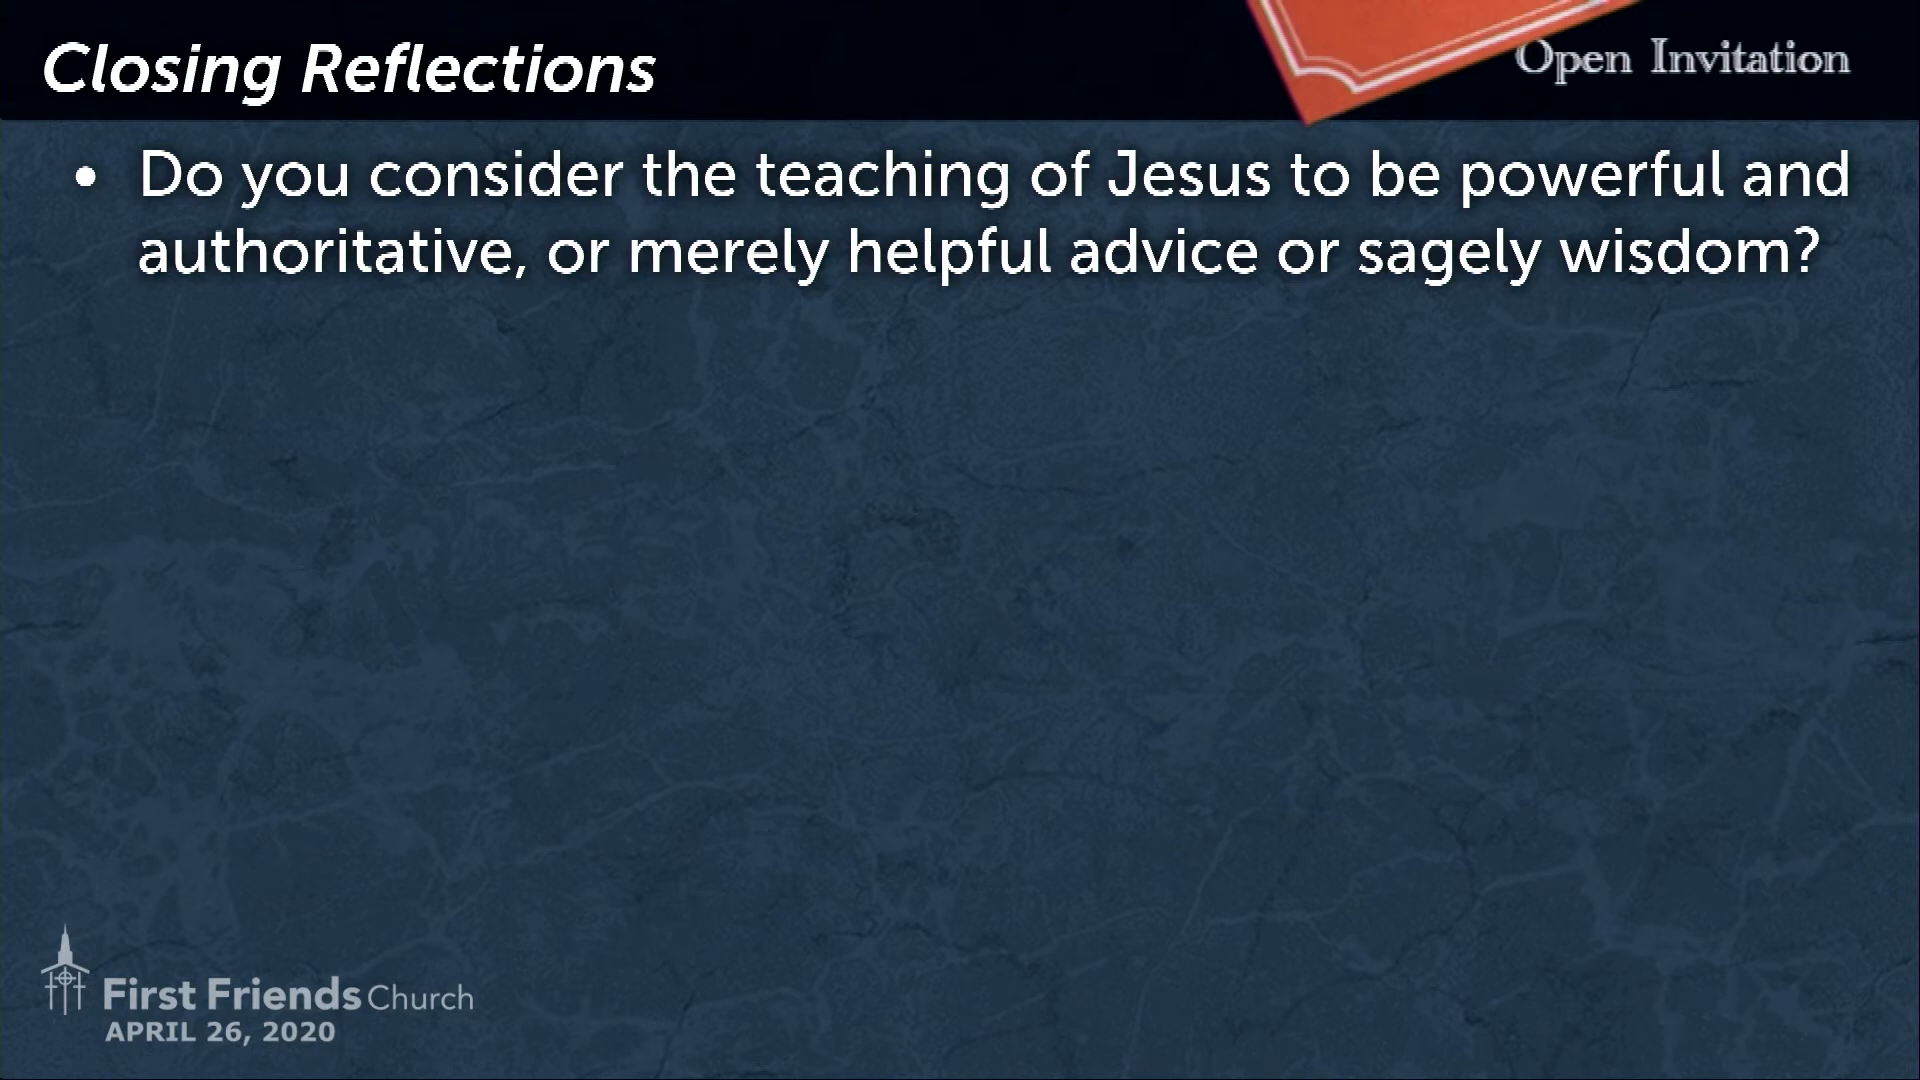 Closing Reflections
Open Invitation
• Do you consider the teaching of Jesus to be powerful and
authoritative, or merely helpful advice or sagely wisdom?
First Friends Church
APRIL 26, 2020